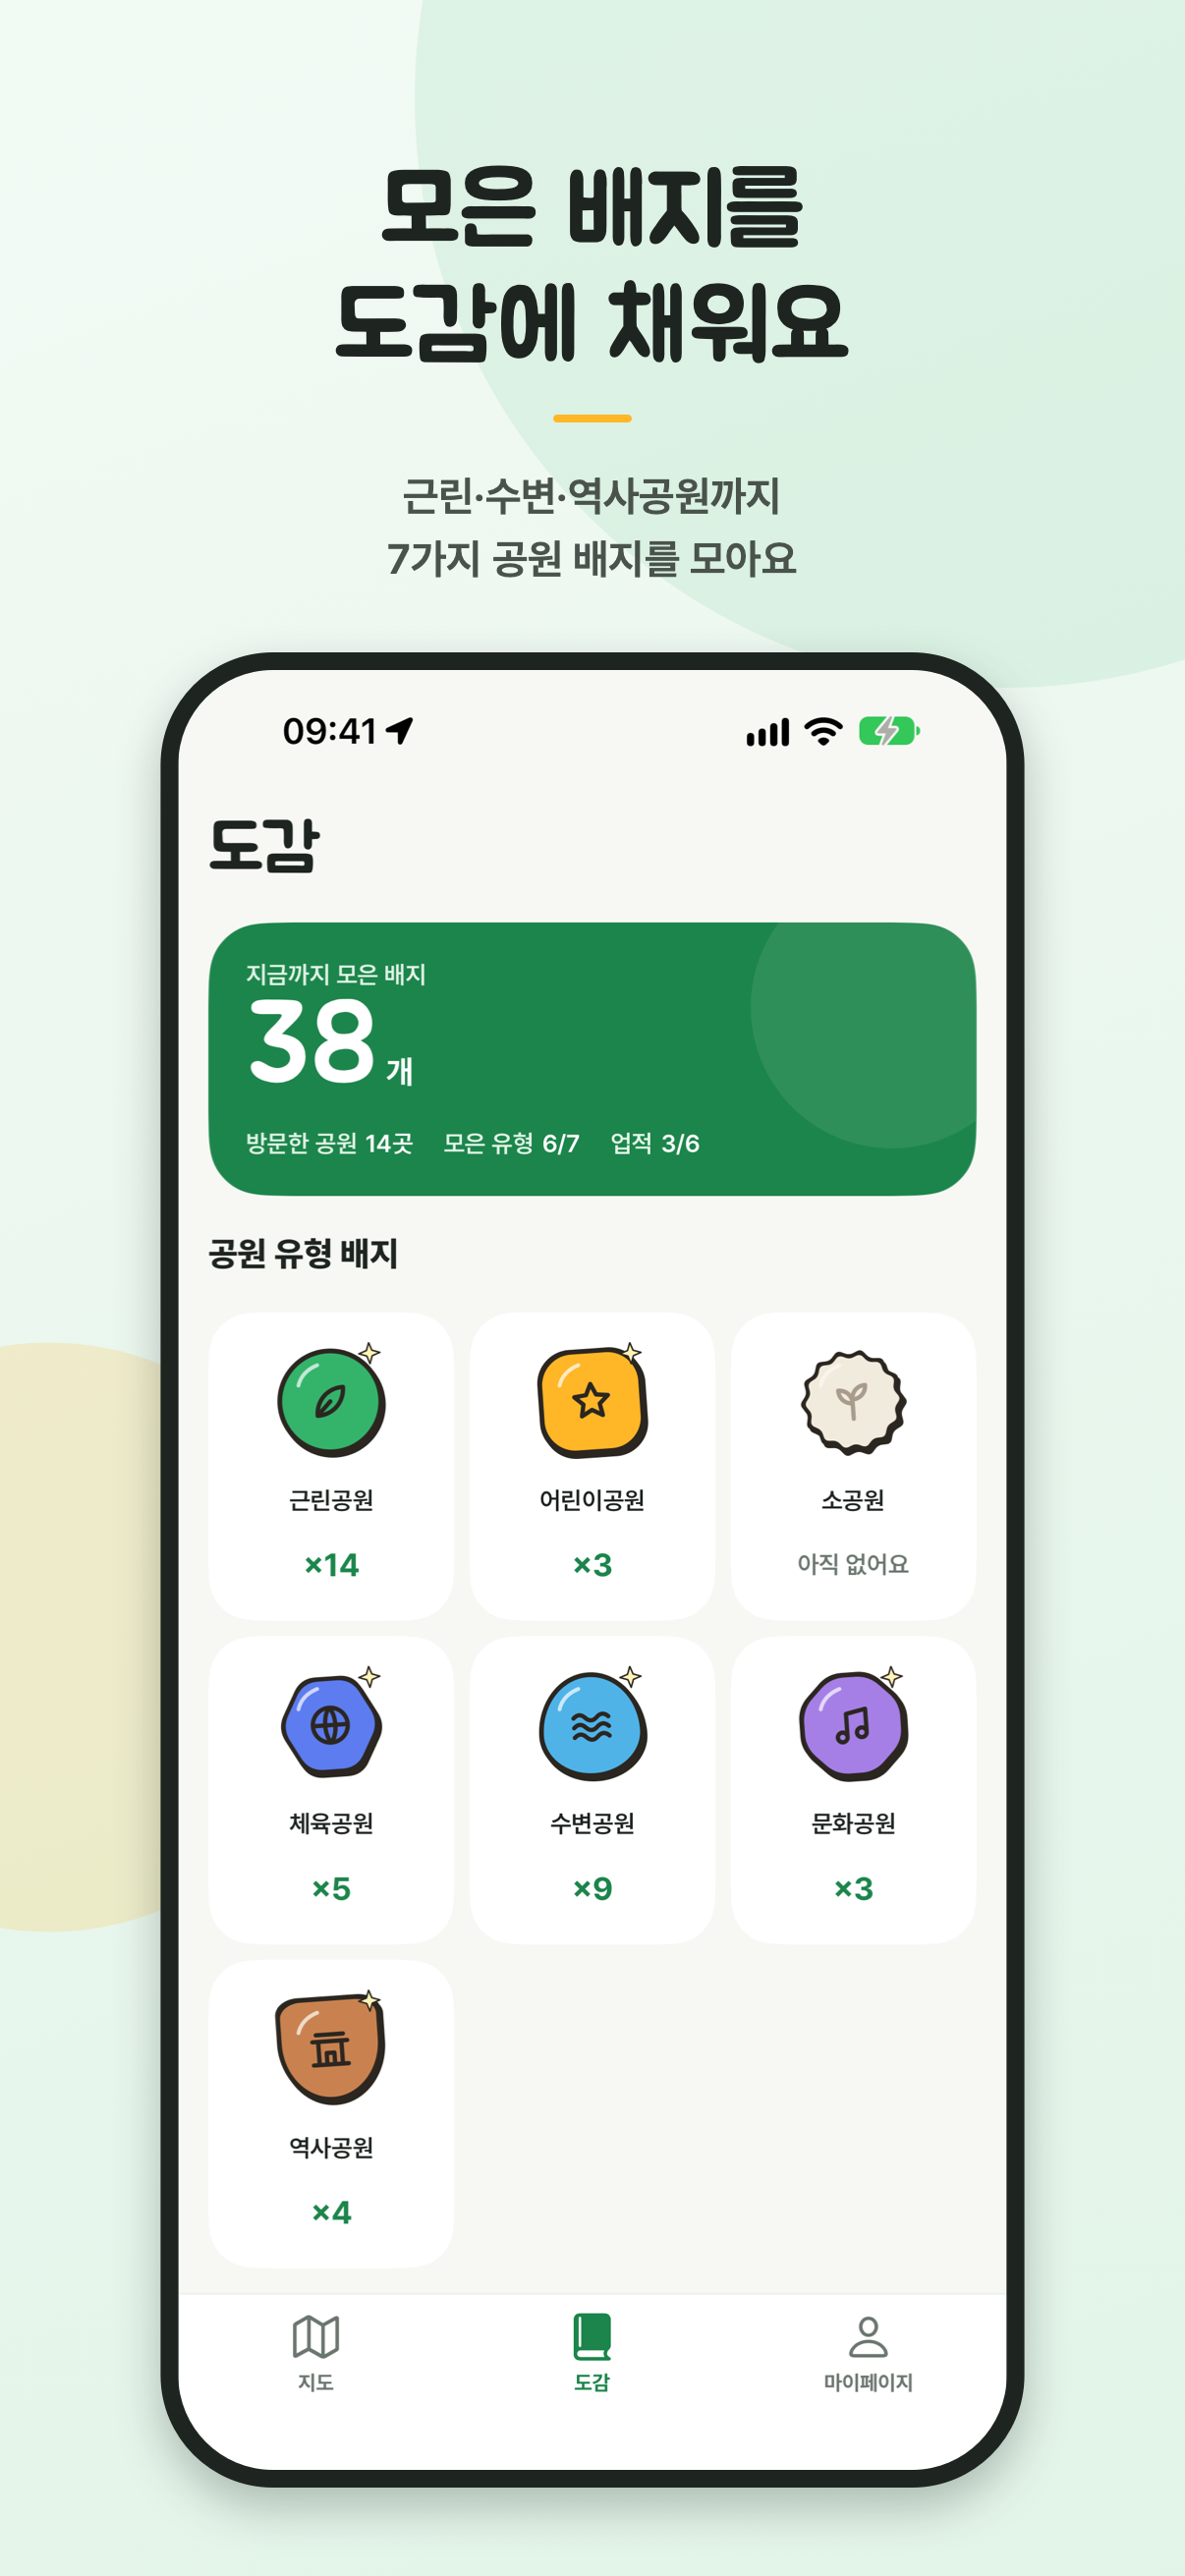 모은 배지를
도감에 채워요
근린·수변·역사공원까지
7가지 공원 배지를 모아요
09:41
도감
지금까지 모은 배지
38 개
방문한 공원 14곳 모은 유형 6/7 업적 3/6
공원 유형 배지
근린공원 어린이공원 소공원
×14 ×3 아직 없어요
체육공원 수변공원 문화공원
×5 ×9 ×3
역사공원
×4
지도 도감 마이페이지